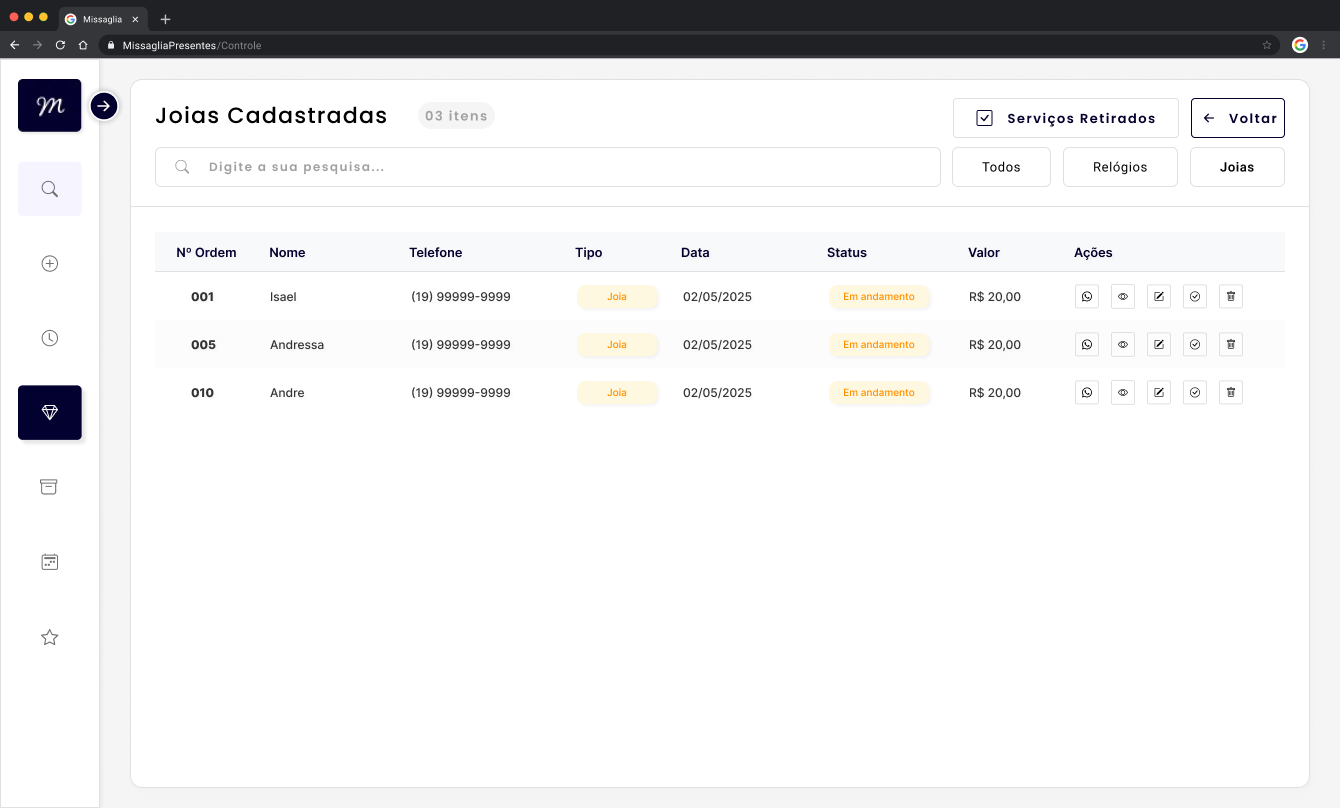 Missaglia
MissagliaPresentes/Controle
M
Joias Cadastradas 03 itens
Serviços Retirados
Voltar
Digite a sua pesquisa...
Todos
Relógios
Joias
Nº Ordem Nome Telefone Tipo Data Status Valor Ações
001 Isael (19) 99999-9999 Joia 02/05/2025 Em andamento R$ 20,00
005 Andressa (19) 99999-9999 Joia 02/05/2025 Em andamento R$ 20,00
010 Andre (19) 99999-9999 Joia 02/05/2025 Em andamento R$ 20,00